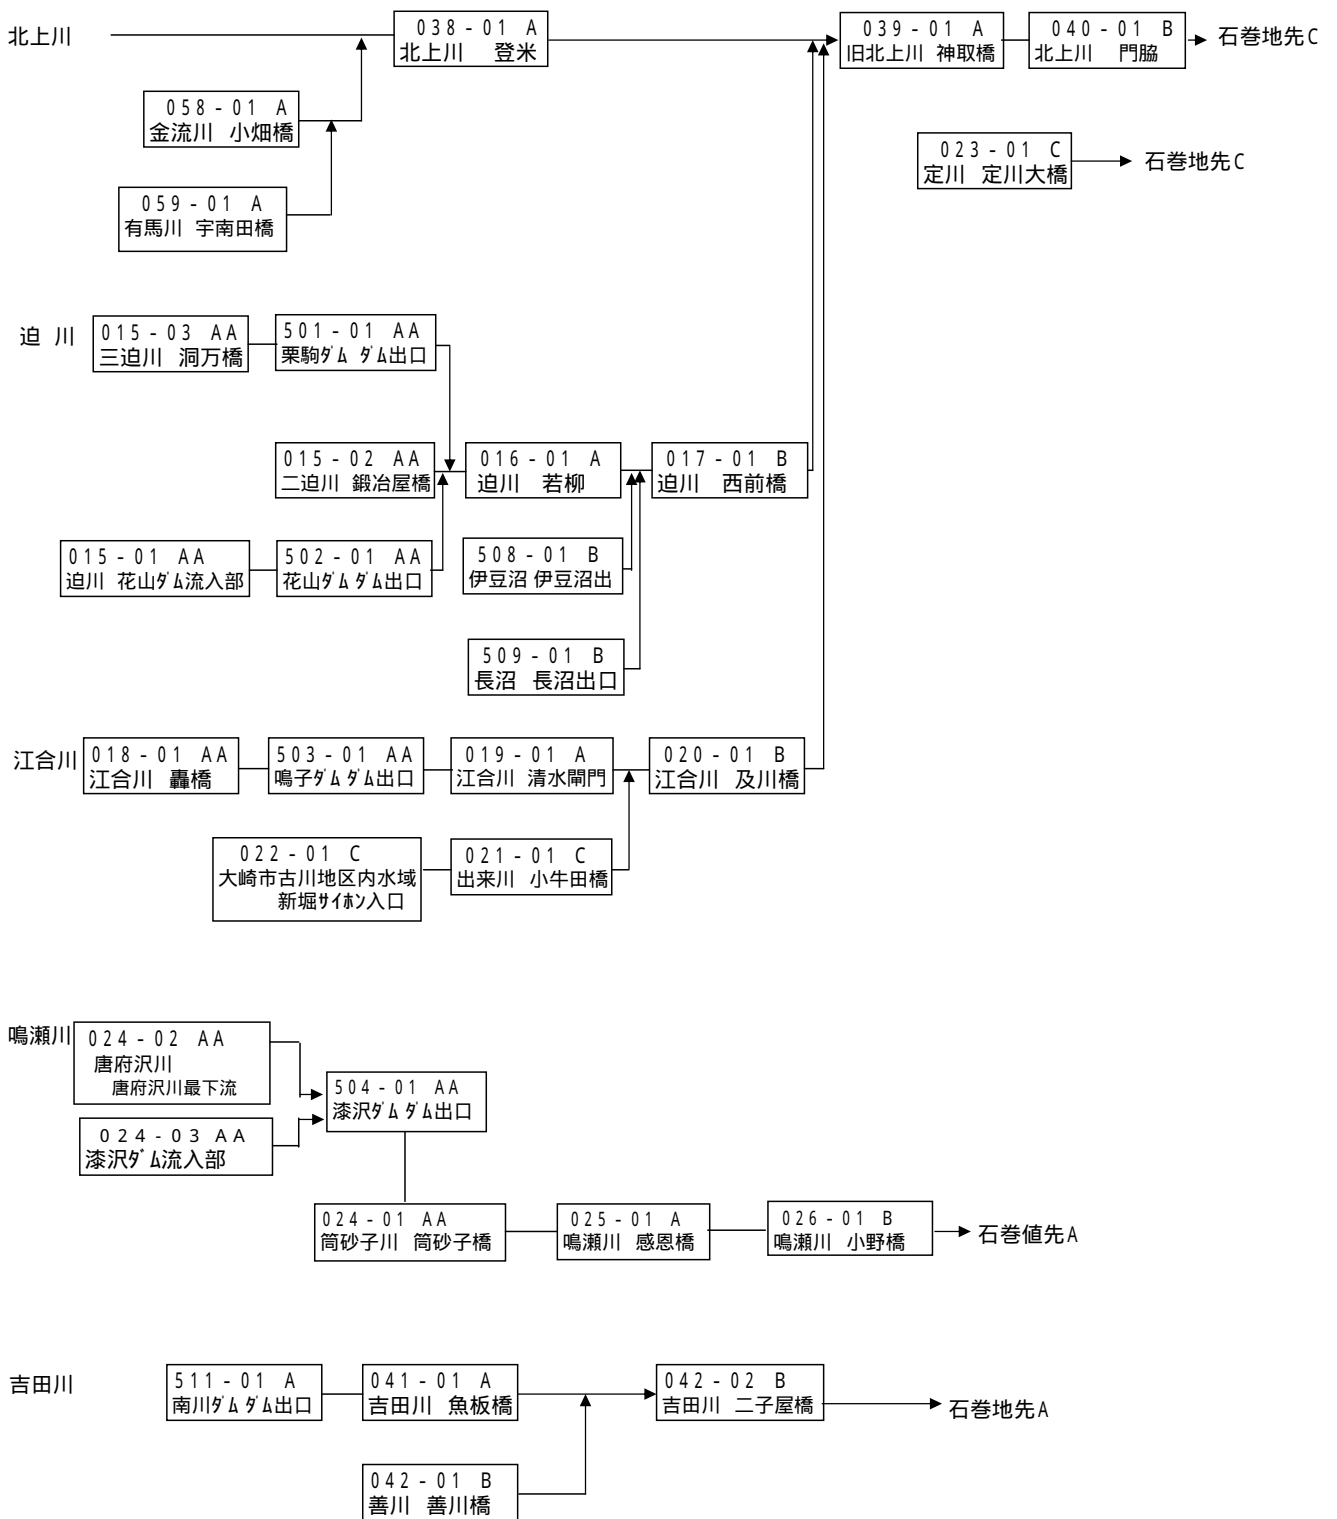 北上川
038-01 A
北上川 登米
039-01 A
旧北上川 神取橋
040-01 B
北上川 門脇
石巻地先C
058-01 A
金流川 小畑橋
023-01 C
定川 定川大橋
石巻地先C
059-01 A
有馬川 宇南田橋
迫 川
015-03 AA
三迫川 洞万橋
501-01 AA
栗駒ダム ダム出口
015-02 AA
二迫川 鍛冶屋橋
016-01 A
迫川 若柳
017-01 B
迫川 西前橋
015-01 AA
迫川 花山ダム流入部
502-01 AA
花山ダム ダム出口
508-01 B
伊豆沼 伊豆沼出
509-01 B
長沼 長沼出口
江合川
018-01 AA
江合川 轟橋
503-01 AA
鳴子ダム ダム出口
019-01 A
江合川 清水閘門
020-01 B
江合川 及川橋
022-01 C
大崎市古川地区内水域
新堀サイホン入口
021-01 C
出来川 小牛田橋
鳴瀬川
024-02 AA
唐府沢川
唐府沢川最下流
504-01 AA
漆沢ダム ダム出口
024-03 AA
漆沢ダム流入部
024-01 AA
筒砂子川 筒砂子橋
025-01 A
鳴瀬川 感恩橋
026-01 B
鳴瀬川 小野橋
石巻値先A
吉田川
511-01 A
南川ダム ダム出口
041-01 A
吉田川 魚板橋
042-02 B
吉田川 二子屋橋
石巻地先A
042-01 B
善川 善川橋